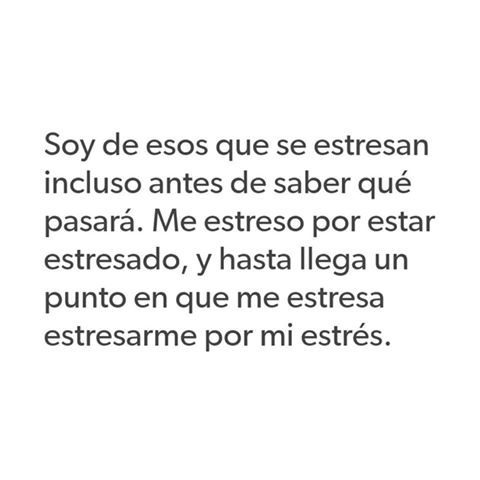 Soy de esos que se estresan
incluso antes de saber qué
pasará. Me estreso por estar
estresado, y hasta llega un
punto en que me estresa
estresarme por mi estrés.